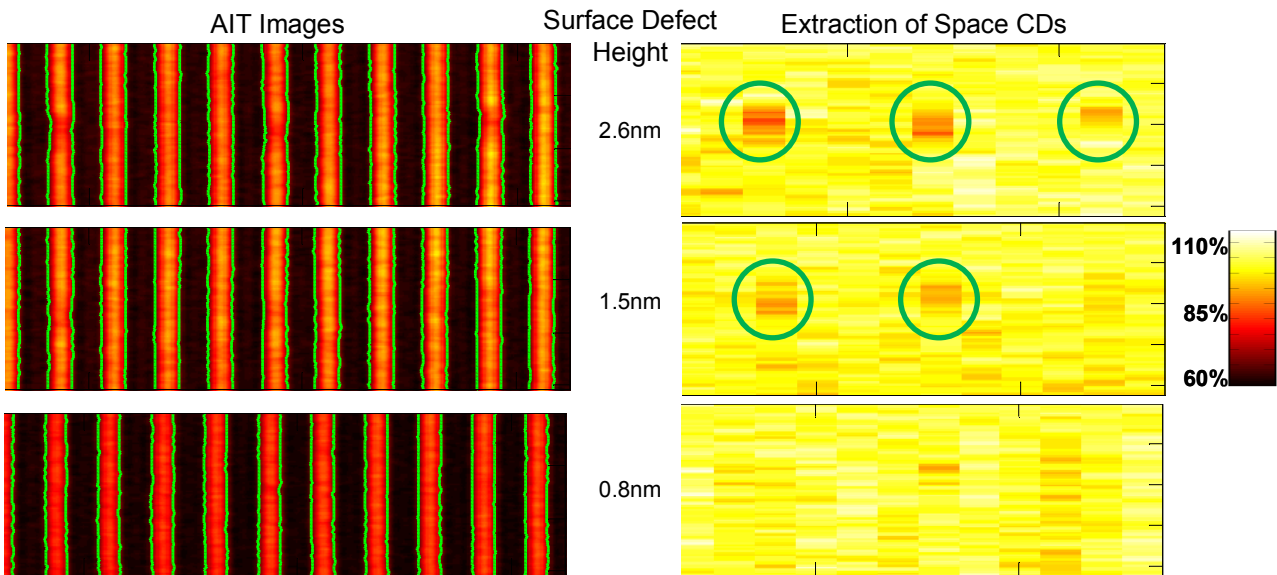 AIT Images
Surface Defect
Height
Extraction of Space CDs
2.6nm
1.5nm
110%
85%
60%
0.8nm